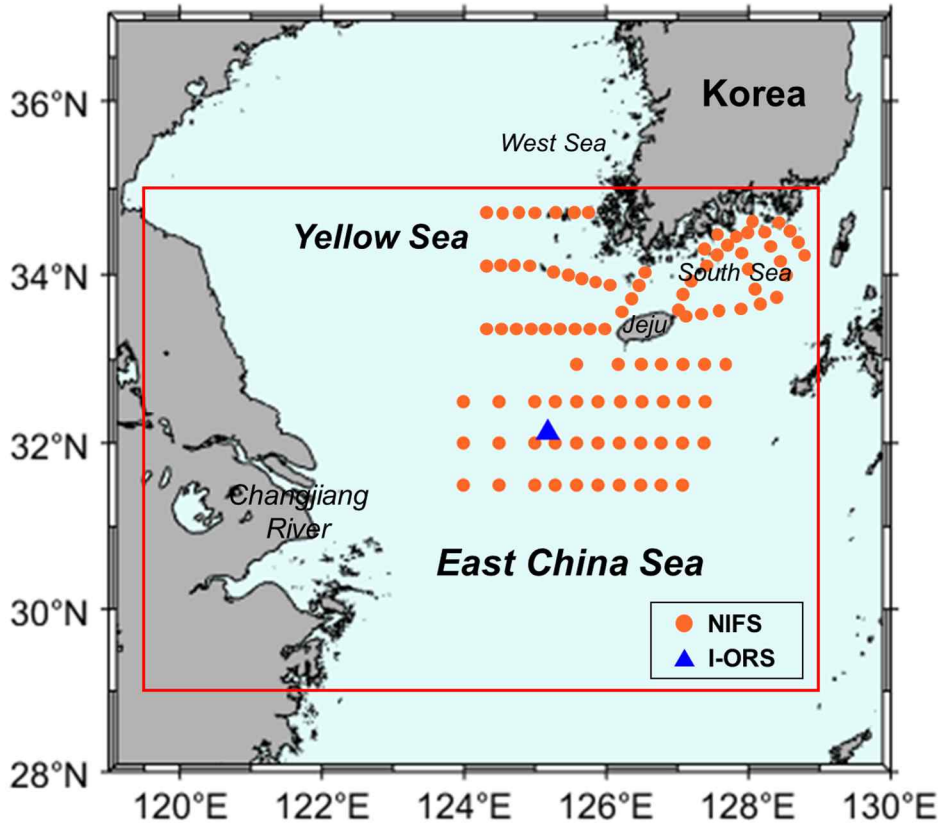 36°N
34°N
32°N
30°N
28°N
Korea
West Sea
Yellow Sea
South Sea
Jeju
Changjiang
River
East China Sea
NIFS
I-ORS
120°E
122°E
124°E
126°E
128°E
130°E